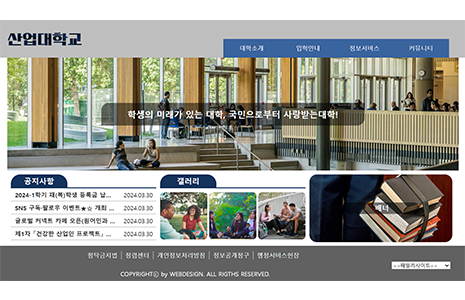 산업대학교
대학소개 입학안내 정보서비스 커뮤니티
학생의 미래가 있는 대학, 국민으로부터 사랑받는대학!
공지사항 갤러리
2024-1학기 재(복)학생 등록금 납... 2024.03.30
SNS 구독·팔로우 이벤트★☆ 개최 ... 2024.03.30
글로벌 커넥트 카페 오픈(원어민과 ... 2024.03.30
제1차 「건강한 산업인 프로젝트」... 2024.03.30
배너
청탁금지법 | 청렴센터 | 개인정보처리방침 | 정보공개청구 | 행정서비스헌장
==패밀리사이트==
COPYRIGHTⓒ by WEBDESIGN. ALL RIGTHS RESERVED.